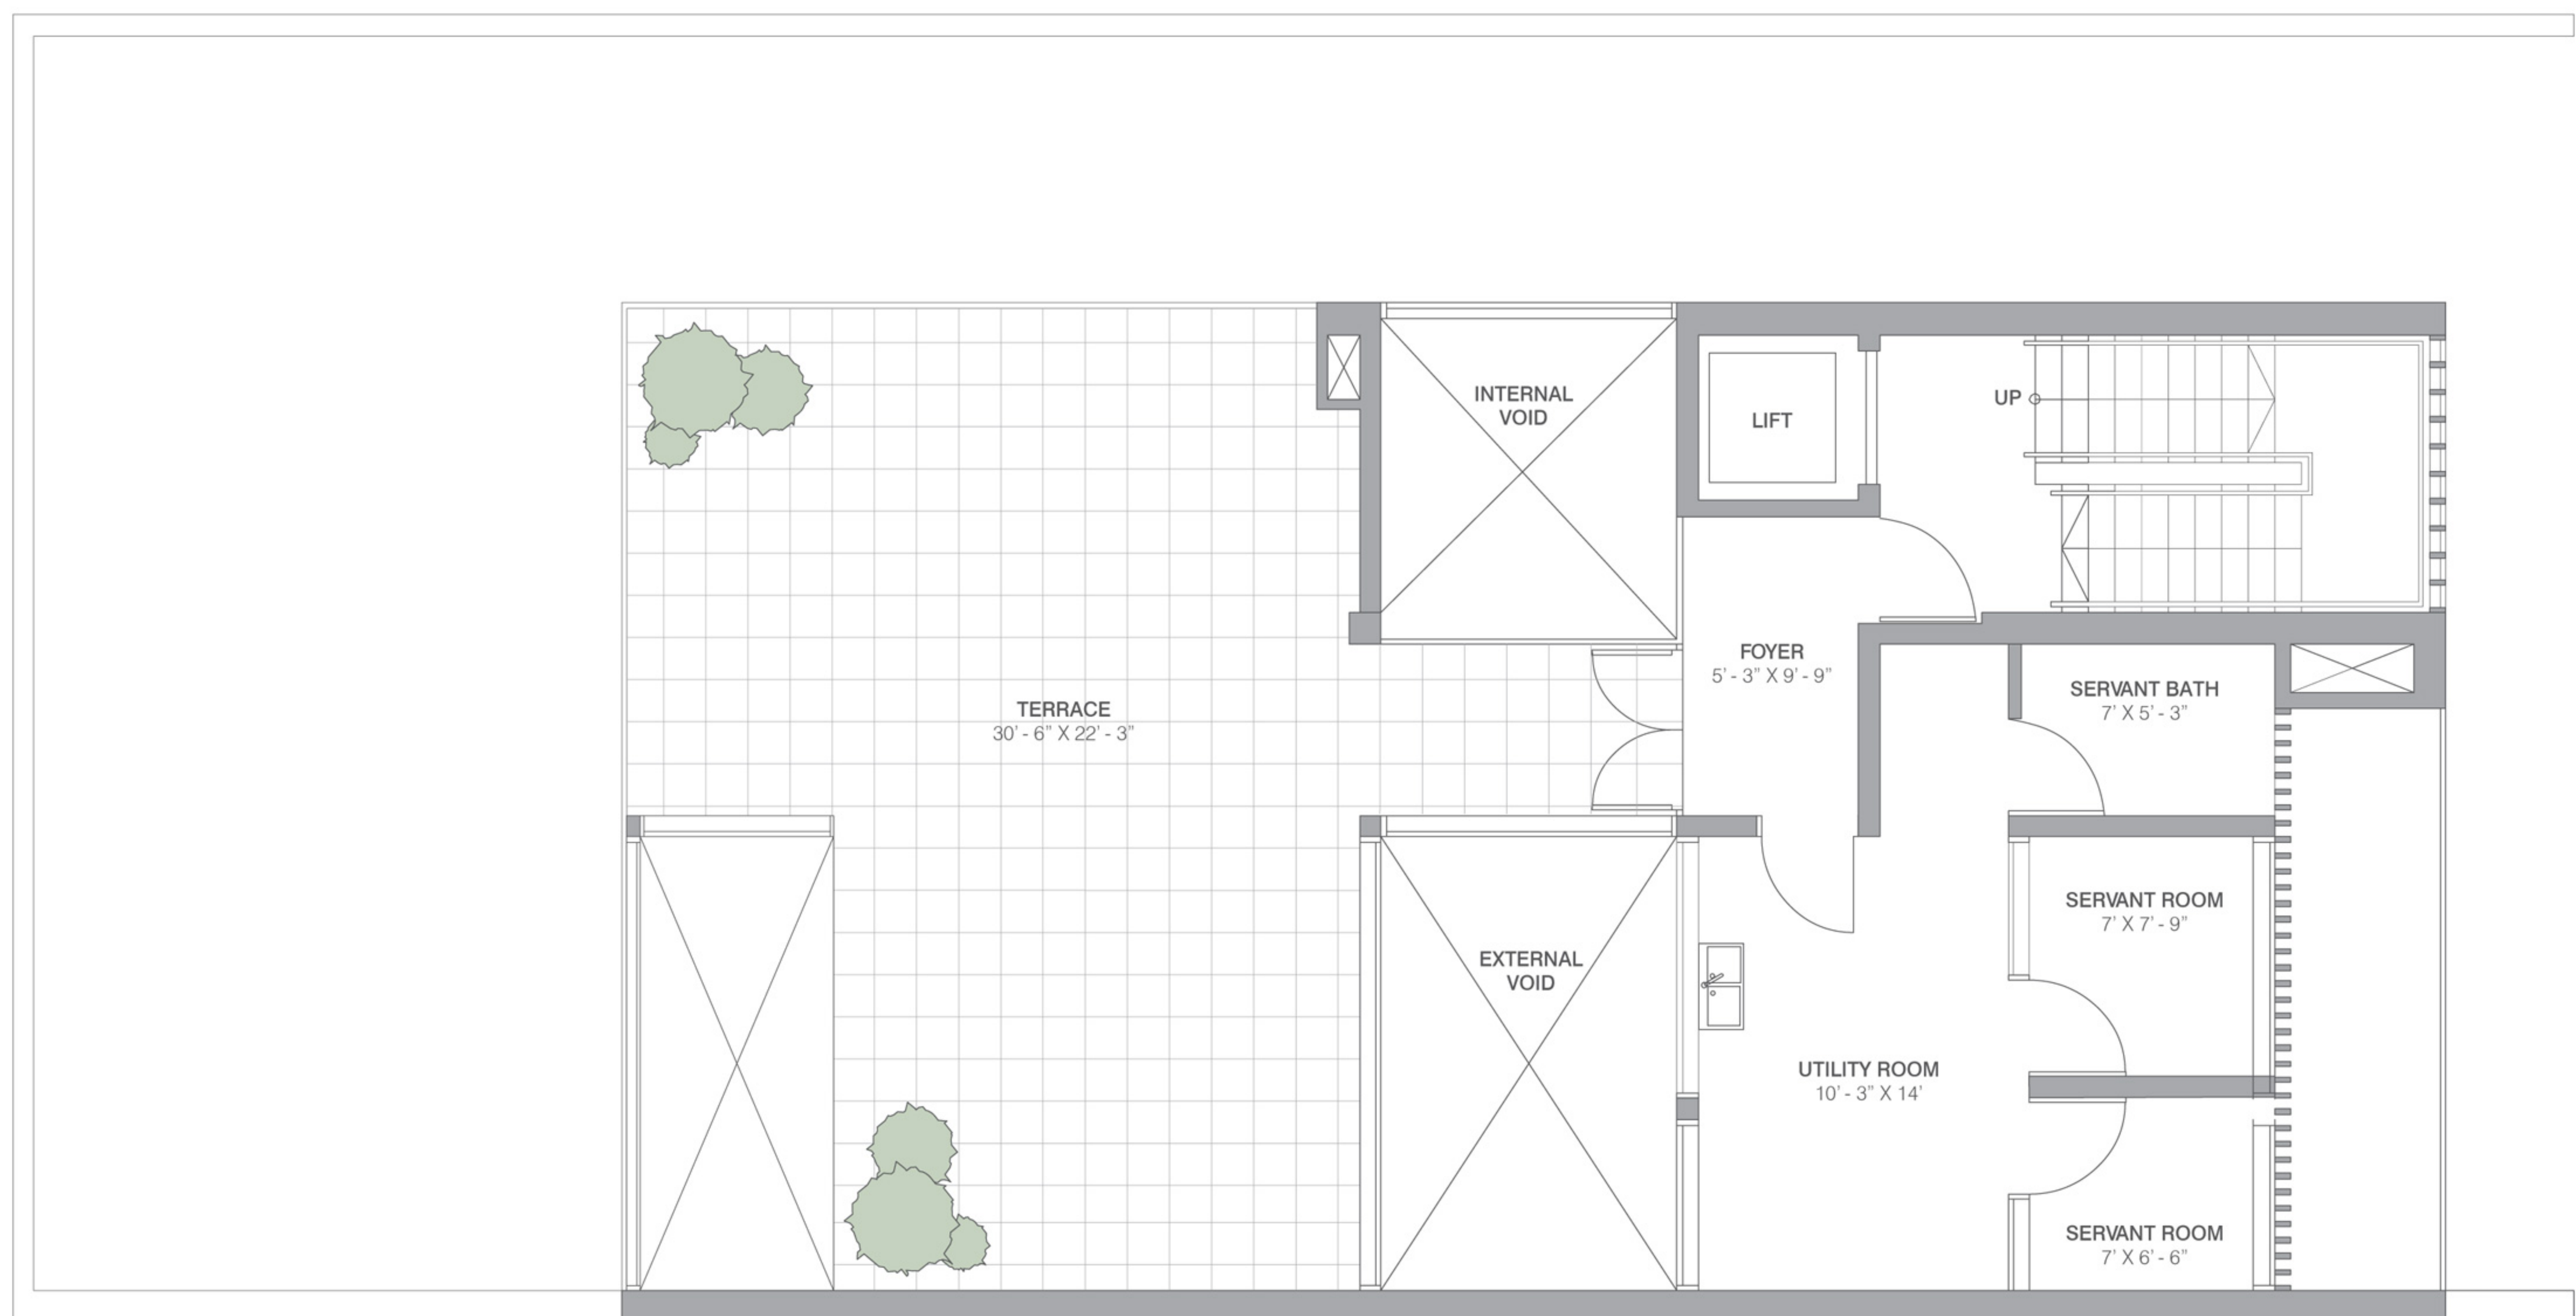 INTERNAL
VOID
LIFT
UP
FOYER
5’ - 3” X 9’ - 9”
SERVANT BATH
7’ X 5’ - 3”
TERRACE
30’ - 6” X 22’ - 3”
SERVANT ROOM
7’ X 7’ - 9”
EXTERNAL
VOID
UTILITY ROOM
10’ - 3” X 14’
SERVANT ROOM
7’ X 6’ - 6”